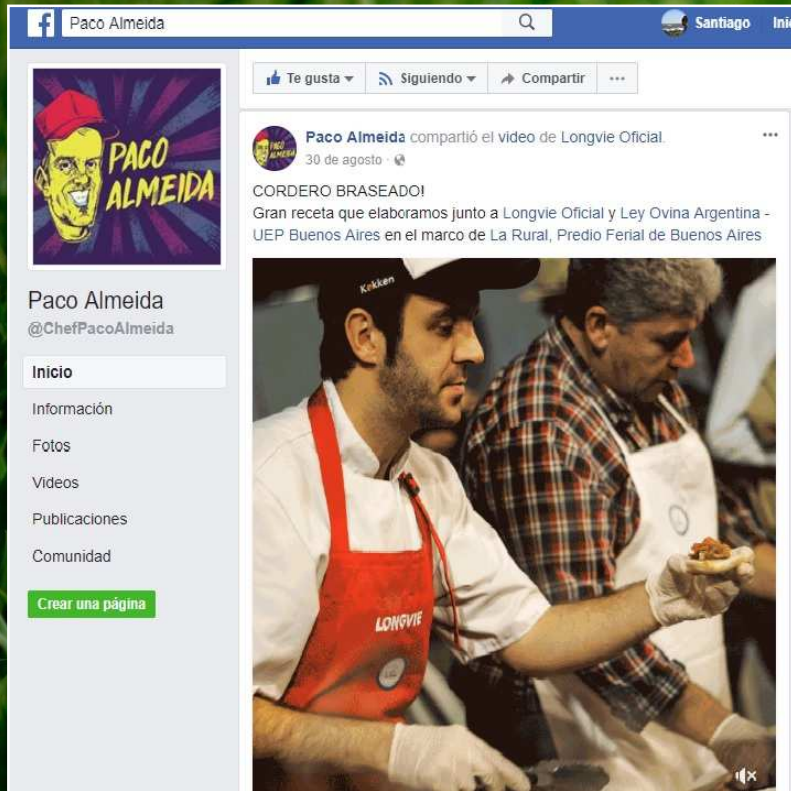 Paco Almeida
Santiago
Ini
PACO
ALMEIDA
Paco Almeida
@ChefPacoAlmeida
Inicio
Información
Fotos
Videos
Publicaciones
Comunidad
Crear una página
Te gusta
Siguiendo
Compartir
Paco Almeida compartió el video de Longvie Oficial.
30 de agosto ·
CORDERO BRASEADO!
Gran receta que elaboramos junto a Longvie Oficial y Ley Ovina Argentina -
UEP Buenos Aires en el marco de La Rural, Predio Ferial de Buenos Aires
Kekken
LONGVIE